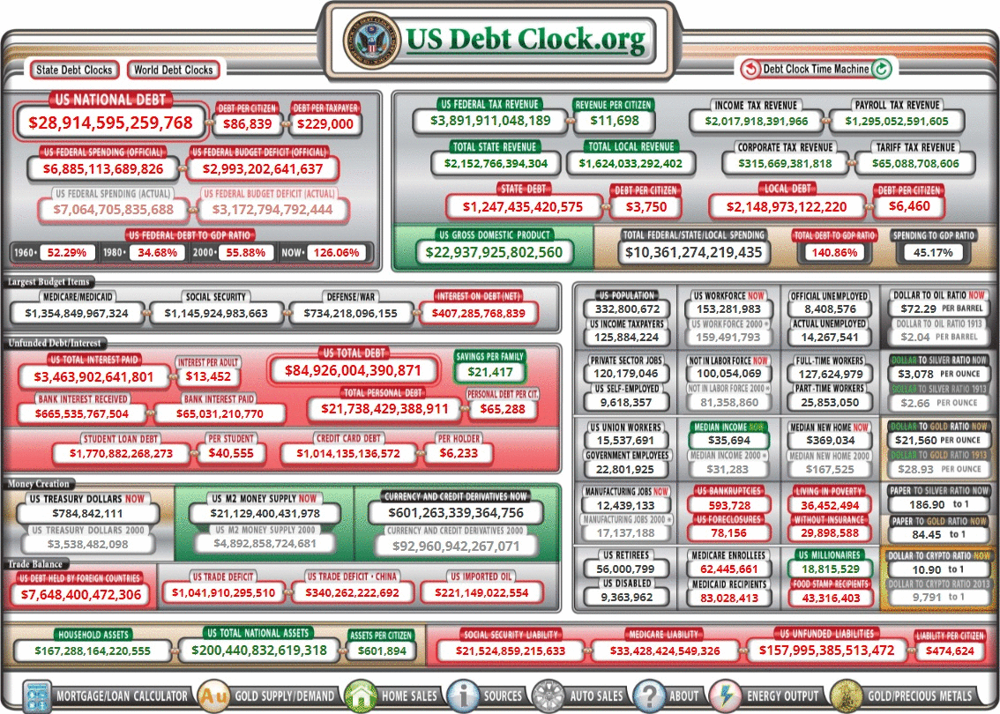 US Debt Clock.org
State Debt Clocks
World Debt Clocks
Debt Clock Time Machine
US NATIONAL DEBT
$28,914,595,259,768
DEBT PER CITIZEN
$86,839
DEBT PER TAXPAYER
$229,000
US FEDERAL SPENDING (OFFICIAL)
$6,885,113,689,826
US FEDERAL BUDGET DEFICIT (OFFICIAL)
$2,993,202,641,637
US FEDERAL SPENDING (ACTUAL)
$7,064,705,835,688
US FEDERAL BUDGET DEFICIT (ACTUAL)
$3,172,794,792,444
US FEDERAL DEBT TO GDP RATIO
1960• 52.29% 1980• 34.68% 2000• 55.88% NOW• 126.06%
US FEDERAL TAX REVENUE
$3,891,911,048,189
REVENUE PER CITIZEN
$11,698
INCOME TAX REVENUE
$2,017,918,391,966
PAYROLL TAX REVENUE
$1,295,052,591,605
TOTAL STATE REVENUE
$2,152,766,394,304
TOTAL LOCAL REVENUE
$1,624,033,292,402
CORPORATE TAX REVENUE
$315,669,381,818
TARIFF TAX REVENUE
$65,088,708,606
STATE DEBT
$1,247,435,420,575
DEBT PER CITIZEN
$3,750
LOCAL DEBT
$2,148,973,122,220
DEBT PER CITIZEN
$6,460
US GROSS DOMESTIC PRODUCT
$22,937,925,802,560
TOTAL FEDERAL/STATE/LOCAL SPENDING
$10,361,274,219,435
TOTAL DEBT TO GDP RATIO
140.86%
SPENDING TO GDP RATIO
45.17%
Largest Budget Items
MEDICARE/MEDICAID
$1,354,849,967,324
SOCIAL SECURITY
$1,145,924,983,663
DEFENSE/WAR
$734,218,096,155
INTEREST ON DEBT (NET)
$407,285,768,839
Unfunded Debt/Interest
US TOTAL INTEREST PAID
$3,463,902,641,801
INTEREST PER ADULT
$13,452
US TOTAL DEBT
$84,926,004,390,871
SAVINGS PER FAMILY
$21,417
BANK INTEREST RECEIVED
$665,535,767,504
BANK INTEREST PAID
$65,031,210,770
TOTAL PERSONAL DEBT
$21,738,429,388,911
PERSONAL DEBT PER CIT.
$65,288
STUDENT LOAN DEBT
$1,770,882,268,273
PER STUDENT
$40,555
CREDIT CARD DEBT
$1,014,135,136,572
PER HOLDER
$6,233
Money Creation
US TREASURY DOLLARS NOW
$784,842,111
US TREASURY DOLLARS 2000
$3,538,482,098
US M2 MONEY SUPPLY NOW
$21,129,400,431,978
US M2 MONEY SUPPLY 2000
$4,892,858,724,681
CURRENCY AND CREDIT DERIVATIVES NOW
$601,263,339,364,756
CURRENCY AND CREDIT DERIVATIVES 2000
$92,960,942,267,071
Trade Balance
US DEBT HELD BY FOREIGN COUNTRIES
$7,648,400,472,306
US TRADE DEFICIT
$1,041,910,295,510
US TRADE DEFICIT • CHINA
$340,262,222,692
US IMPORTED OIL
$221,149,022,554
US POPULATION
332,800,672
US INCOME TAXPAYERS
125,884,224
US WORKFORCE NOW
153,281,983
US WORKFORCE 2000
159,491,793
OFFICIAL UNEMPLOYED
8,408,576
ACTUAL UNEMPLOYED
14,267,541
DOLLAR TO OIL RATIO NOW
$72.29 PER BARREL
DOLLAR TO OIL RATIO 1913
$2.04 PER BARREL
PRIVATE SECTOR JOBS
120,179,046
US SELF-EMPLOYED
9,618,357
NOT IN LABOR FORCE NOW
100,054,069
NOT IN LABOR FORCE 2000
81,358,860
FULL-TIME WORKERS
127,624,979
PART-TIME WORKERS
25,853,050
DOLLAR TO SILVER RATIO NOW
$3,078 PER OUNCE
DOLLAR TO SILVER RATIO 1913
$2.66 PER OUNCE
US UNION WORKERS
15,537,691
GOVERNMENT EMPLOYEES
22,801,925
MEDIAN INCOME NOW
$35,694
MEDIAN INCOME 2000
$31,283
MEDIAN NEW HOME NOW
$369,034
MEDIAN NEW HOME 2000
$167,525
DOLLAR TO GOLD RATIO NOW
$21,560 PER OUNCE
DOLLAR TO GOLD RATIO 1913
$28.93 PER OUNCE
MANUFACTURING JOBS NOW
12,439,133
MANUFACTURING JOBS 2000
17,137,188
US BANKRUPTCIES
593,728
US FORECLOSURES
78,156
LIVING IN POVERTY
36,452,494
WITHOUT INSURANCE
29,898,588
PAPER TO SILVER RATIO NOW
186.90 to 1
PAPER TO GOLD RATIO NOW
84.45 to 1
US RETIREES
56,000,799
US DISABLED
9,363,962
MEDICARE ENROLLEES
62,445,661
MEDICAID RECIPIENTS
83,028,413
US MILLIONAIRES
18,815,529
FOOD STAMP RECIPIENTS
43,316,403
DOLLAR TO CRYPTO RATIO NOW
10.90 to 1
DOLLAR TO CRYPTO RATIO 2013
9,791 to 1
HOUSEHOLD ASSETS
$167,288,164,220,555
US TOTAL NATIONAL ASSETS
$200,440,832,619,318
ASSETS PER CITIZEN
$601,894
SOCIAL SECURITY LIABILITY
$21,524,859,215,633
MEDICARE LIABILITY
$33,428,424,549,326
US UNFUNDED LIABILITIES
$157,995,385,513,472
LIABILITY PER CITIZEN
$474,624
MORTGAGE/LOAN CALCULATOR
Au GOLD SUPPLY/DEMAND
HOME SALES
i SOURCES
AUTO SALES
? ABOUT
ENERGY OUTPUT
GOLD/PRECIOUS METALS